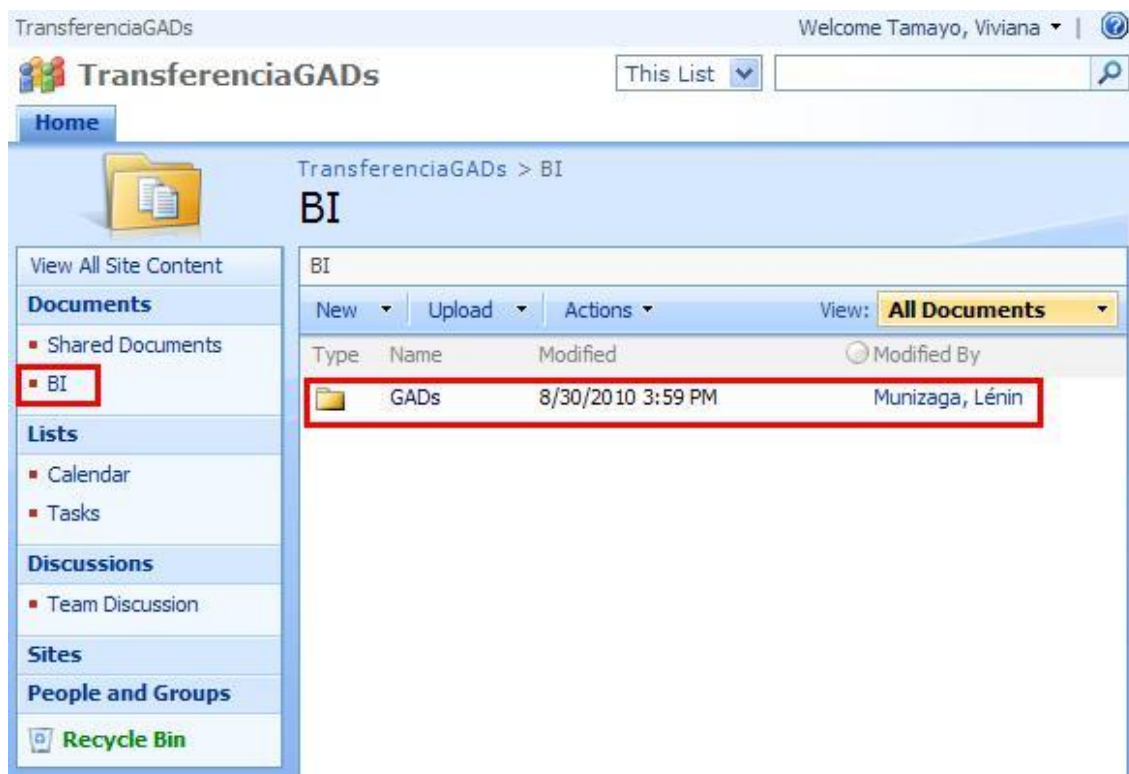 TransferenciaGADs Welcome Tamayo, Viviana |
TransferenciaGADs This List
Home
TransferenciaGADs > BI
BI
View All Site Content
Documents
Shared Documents
BI
Lists
Calendar
Tasks
Discussions
Team Discussion
Sites
People and Groups
Recycle Bin
BI
New Upload Actions View: All Documents
Type Name Modified Modified By
GADs 8/30/2010 3:59 PM Munizaga, Lénin